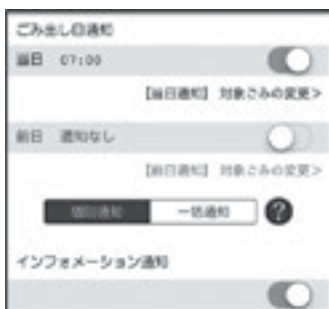 ごみ出し日通知
当日 07:00
【当日通知】 対象ごみの変更>
前日 通知なし
【前日通知】 対象ごみの変更>
個別通知 一括通知 ?
インフォメーション通知